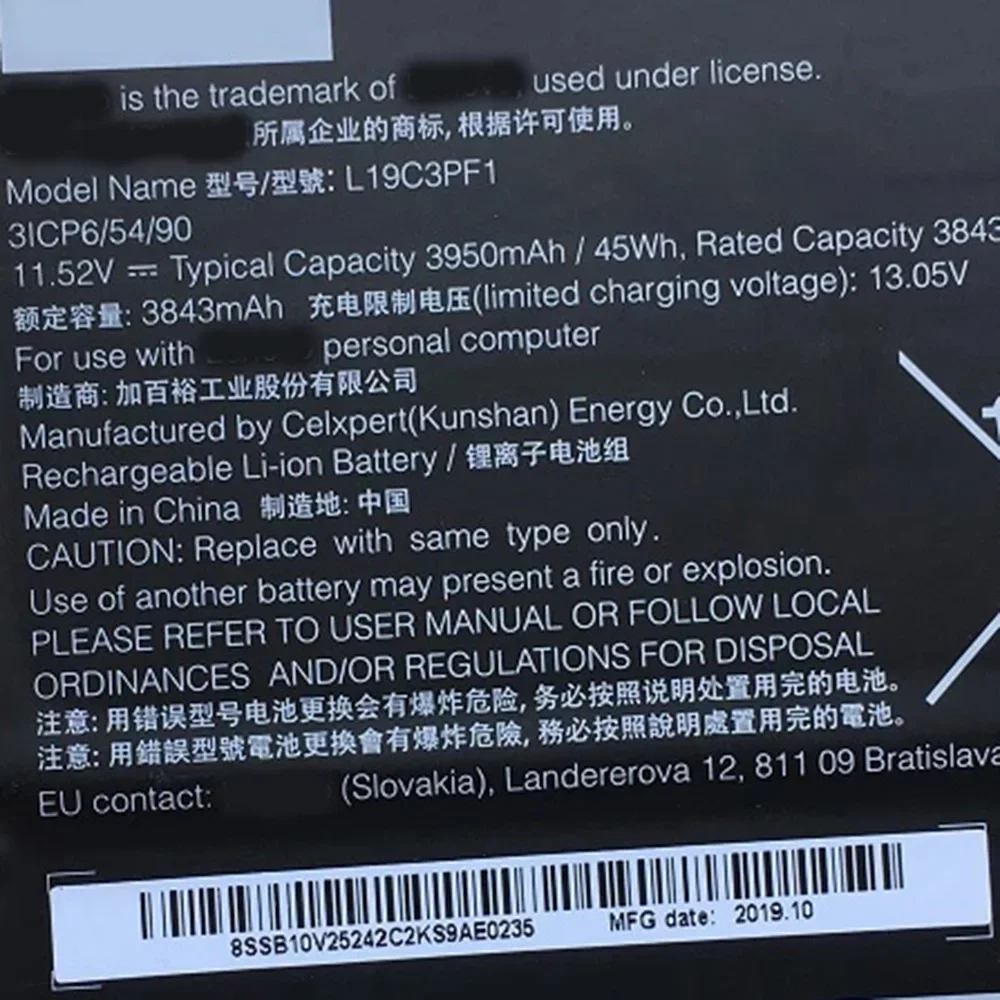 is the trademark of used under license.
所属企业的商标,根据许可使用。
Model Name 型号/型號: L19C3PF1
3ICP6/54/90
11.52V ⎓ Typical Capacity 3950mAh / 45Wh, Rated Capacity 3843
额定容量: 3843mAh 充电限制电压(limited charging voltage): 13.05V
For use with personal computer
制造商: 加百裕工业股份有限公司
Manufactured by Celxpert(Kunshan) Energy Co.,Ltd.
Rechargeable Li-ion Battery / 锂离子电池组
Made in China 制造地: 中国
CAUTION: Replace with same type only.
Use of another battery may present a fire or explosion.
PLEASE REFER TO USER MANUAL OR FOLLOW LOCAL
ORDINANCES AND/OR REGULATIONS FOR DISPOSAL
注意: 用错误型号电池更换会有爆炸危险, 务必按照说明处置用完的电池。
注意: 用錯誤型號電池更換會有爆炸危險, 務必按照說明處置用完的電池。
EU contact: (Slovakia), Landererova 12, 811 09 Bratislava
8SSB10V25242C2KS9AE0235 MFG date: 2019.10